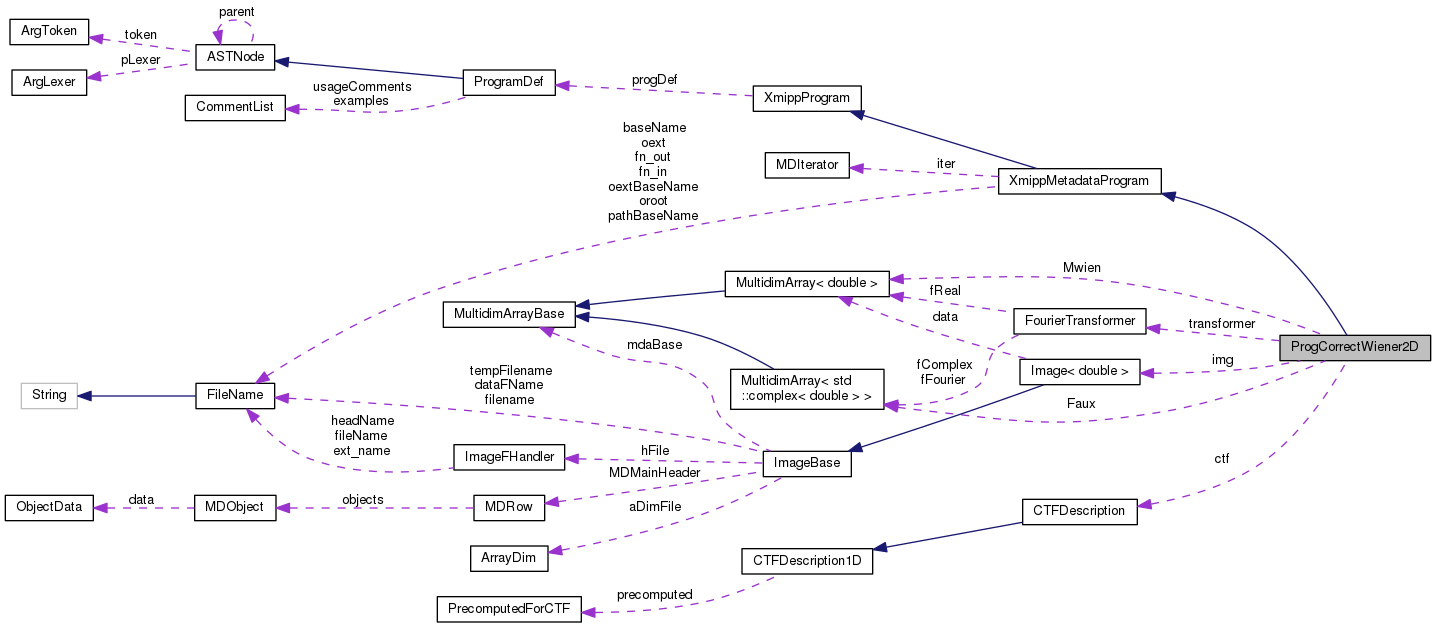 parent
ArgToken
token
ASTNode
pLexer
ArgLexer
ProgramDef
progDef
XmippProgram
usageComments
examples
CommentList
baseName
oext
fn_out
fn_in
oextBaseName
oroot
pathBaseName
MDIterator
iter
XmippMetadataProgram
Mwien
MultidimArray< double >
fReal
data
MultidimArrayBase
FourierTransformer
transformer
ProgCorrectWiener2D
mdaBase
fComplex
fFourier
img
Image< double >
tempFilename
dataFName
filename
MultidimArray< std
::complex< double > >
String
FileName
Faux
headName
fileName
ext_name
ImageFHandler
hFile
ImageBase
ctf
MDMainHeader
ObjectData
data
MDObject
objects
MDRow
aDimFile
CTFDescription
ArrayDim
CTFDescription1D
precomputed
PrecomputedForCTF